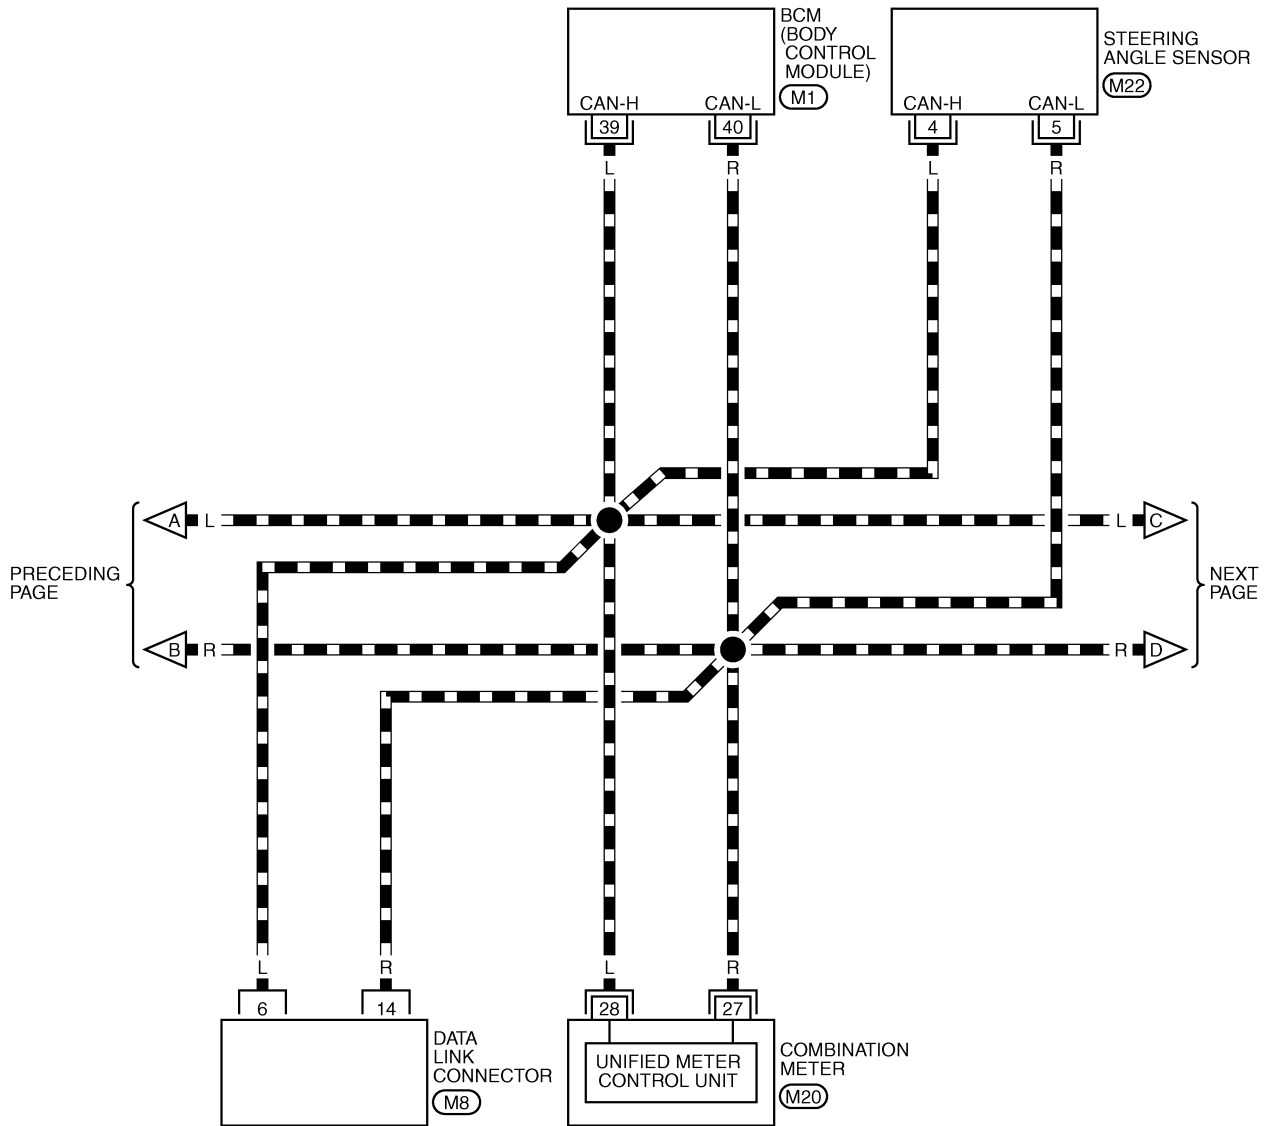 BCM
(BODY
CONTROL
MODULE)
M1
STEERING
ANGLE SENSOR
M22
CAN-H
CAN-L
CAN-H
CAN-L
39
40
4
5
L
R
L
R
A
L
L
C
PRECEDING
PAGE
NEXT
PAGE
B
R
R
D
L
R
L
R
6
14
28
27
DATA
LINK
CONNECTOR
M8
UNIFIED METER
CONTROL UNIT
COMBINATION
METER
M20